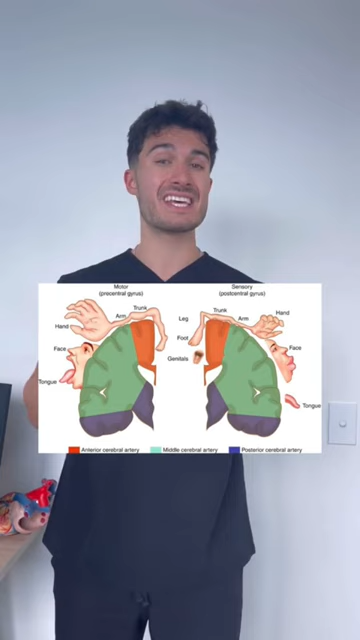 Motor
(precentral gyrus)
Trunk
Arm
Hand
Face
Tongue
Sensory
(postcentral gyrus)
Trunk
Leg
Arm
Hand
Foot
Face
Genitals
Tongue
Anterior cerebral artery
Middle cerebral artery
Posterior cerebral artery